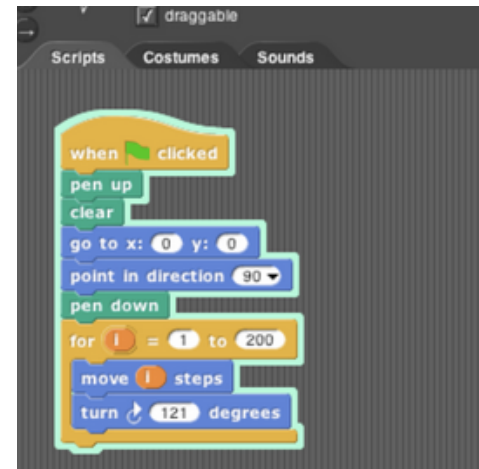 draggable
Scripts Costumes Sounds
when clicked
pen up
clear
go to x: 0 y: 0
point in direction 90
pen down
for i = 1 to 200
move i steps
turn 121 degrees